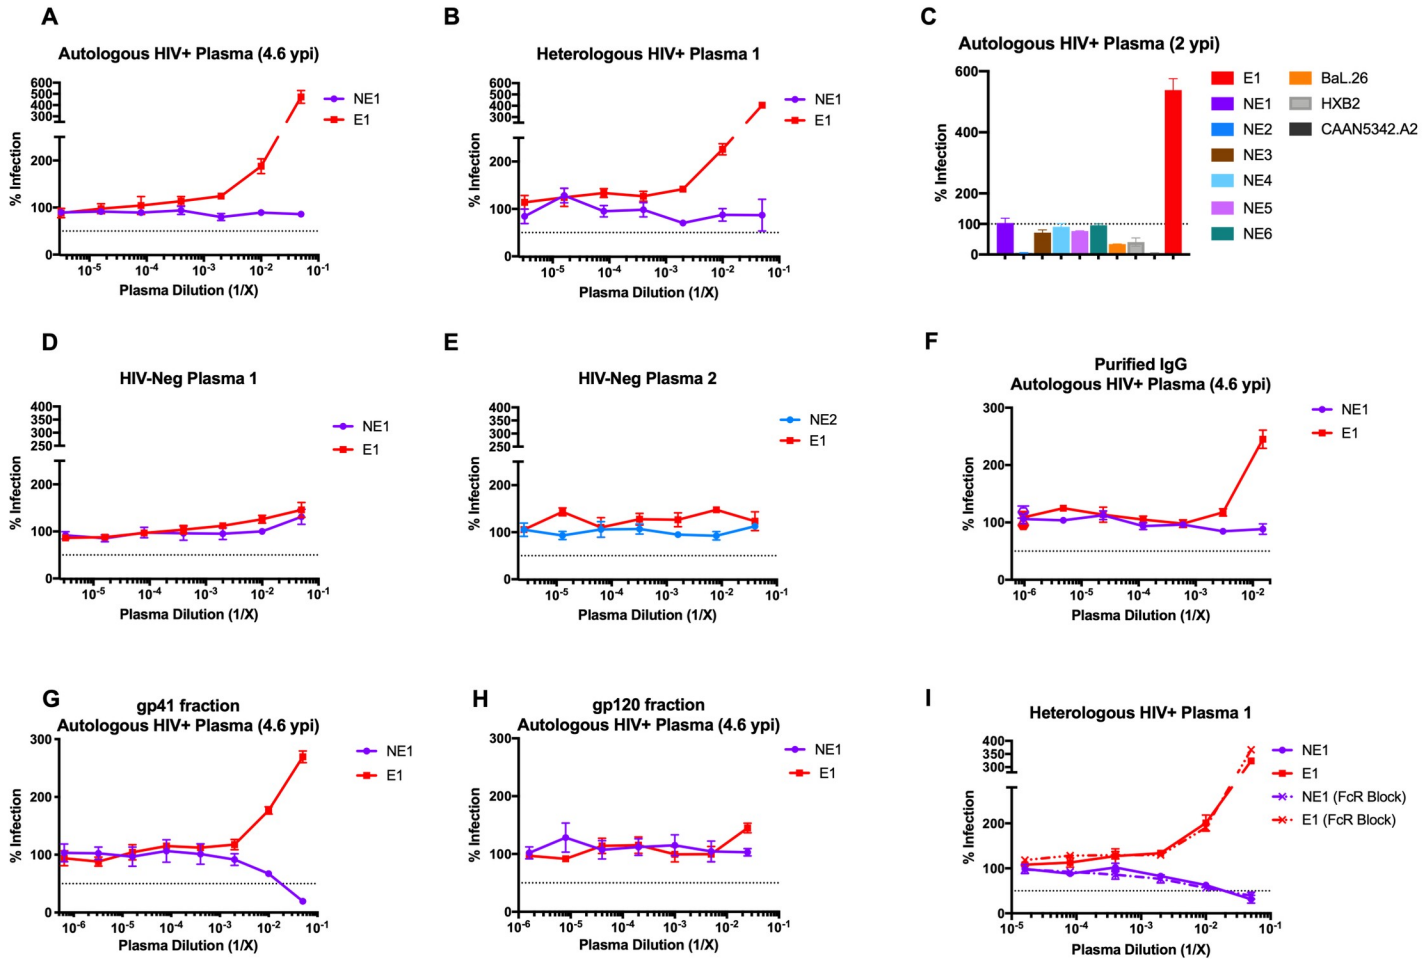 A
Autologous HIV+ Plasma (4.6 ypi)
% Infection
600
500
400
300
200
100
0
10-5
10-4
10-3
10-2
10-1
Plasma Dilution (1/X)
NE1
E1
B
Heterologous HIV+ Plasma 1
% Infection
600
500
400
300
200
100
0
10-5
10-4
10-3
10-2
10-1
Plasma Dilution (1/X)
NE1
E1
C
Autologous HIV+ Plasma (2 ypi)
% Infection
600
400
200
100
0
E1
NE1
NE2
NE3
NE4
NE5
NE6
BaL.26
HXB2
CAAN5342.A2
D
HIV-Neg Plasma 1
% Infection
400
350
300
250
200
100
0
10-5
10-4
10-3
10-2
10-1
Plasma Dilution (1/X)
NE1
E1
E
HIV-Neg Plasma 2
% Infection
400
350
300
250
200
100
0
10-5
10-4
10-3
10-2
10-1
Plasma Dilution (1/X)
NE2
E1
F
Purified IgG
Autologous HIV+ Plasma (4.6 ypi)
% Infection
300
200
100
0
10-6
10-5
10-4
10-3
10-2
Plasma Dilution (1/X)
NE1
E1
G
gp41 fraction
Autologous HIV+ Plasma (4.6 ypi)
% Infection
300
200
100
0
10-6
10-5
10-4
10-3
10-2
10-1
Plasma Dilution (1/X)
NE1
E1
H
gp120 fraction
Autologous HIV+ Plasma (4.6 ypi)
% Infection
300
200
100
0
10-6
10-5
10-4
10-3
10-2
10-1
Plasma Dilution (1/X)
NE1
E1
I
Heterologous HIV+ Plasma 1
% Infection
400
350
300
200
100
0
10-5
10-4
10-3
10-2
10-1
Plasma Dilution (1/X)
NE1
E1
NE1 (FcR Block)
E1 (FcR Block)